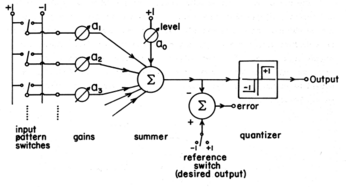 +1 -1 +1
level
a₁ a₀
a₂
a₃
Σ
+1
-1
Output
-
Σ error
+
input pattern switches
gains summer quantizer
-1 +1
reference switch (desired output)